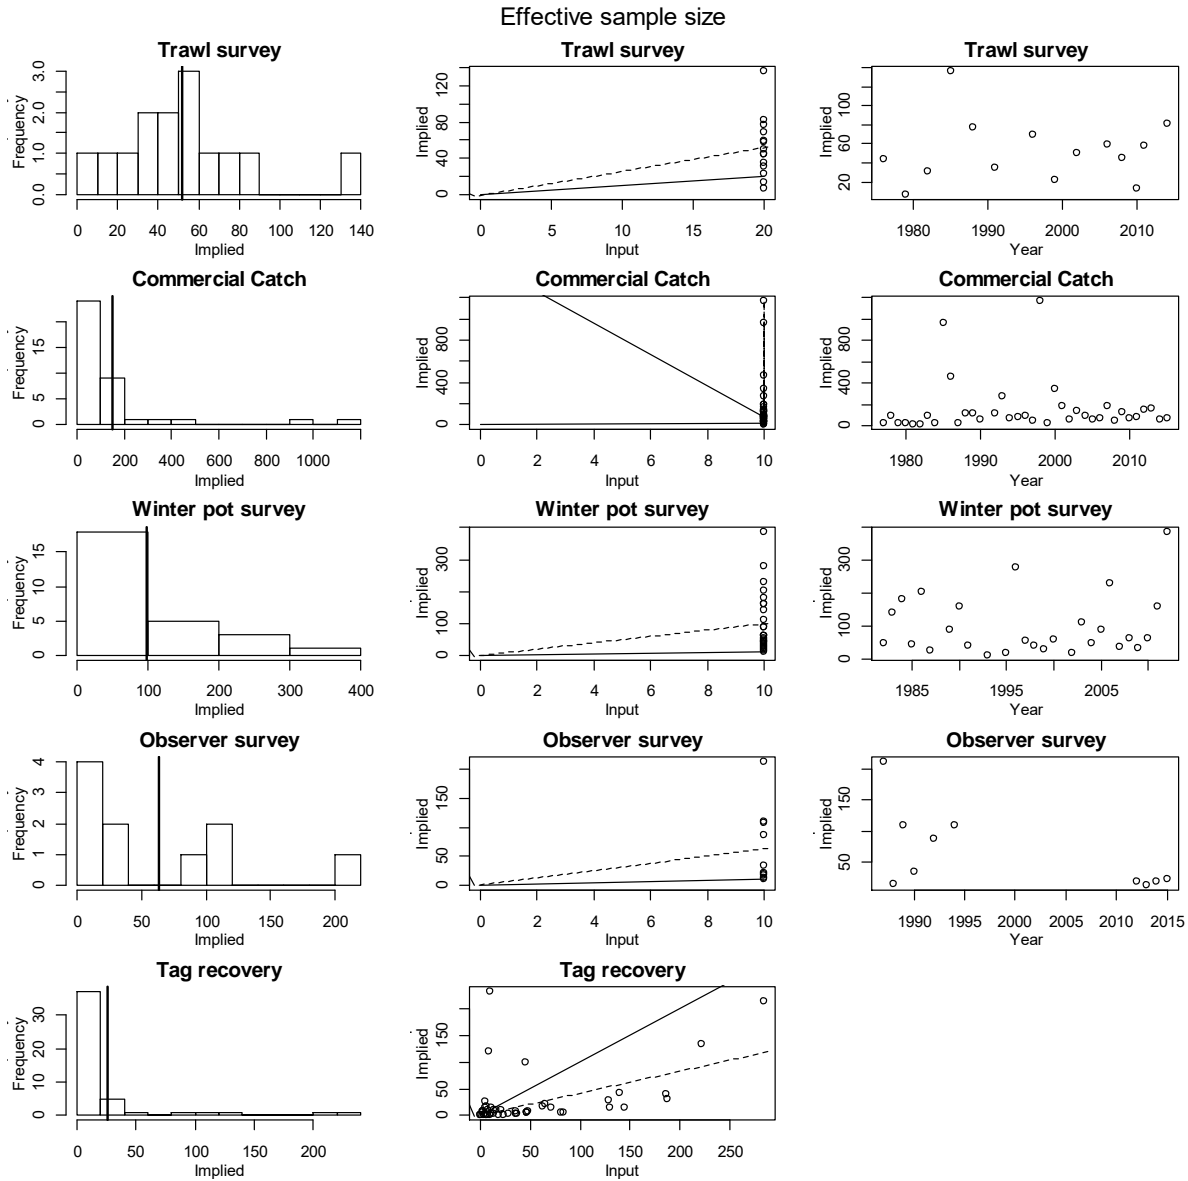 Effective sample size
Trawl survey Trawl survey Trawl survey
Frequency 0.0 1.0 2.0 3.0
0 20 40 60 80 100 120 140
Implied
Implied 0 40 80 120
0 5 10 15 20
Input
Implied 20 60 100
1980 1990 2000 2010
Year
Commercial Catch Commercial Catch Commercial Catch
Frequency 0 5 15
0 200 400 600 800 1000
Implied
Implied 0 400 800
0 2 4 6 8 10
Input
Implied 0 400 800
1980 1990 2000 2010
Year
Winter pot survey Winter pot survey Winter pot survey
Frequency 0 5 10 15
0 100 200 300 400
Implied
Implied 0 100 300
0 2 4 6 8 10
Input
Implied 0 100 300
1985 1995 2005
Year
Observer survey Observer survey Observer survey
Frequency 0 1 2 3 4
0 50 100 150 200
Implied
Implied 0 50 150
0 2 4 6 8 10
Input
Implied 50 150
1990 1995 2000 2005 2010 2015
Year
Tag recovery Tag recovery
Frequency 0 10 20 30
0 50 100 150 200
Implied
Implied 0 50 150
0 50 100 150 200 250
Input